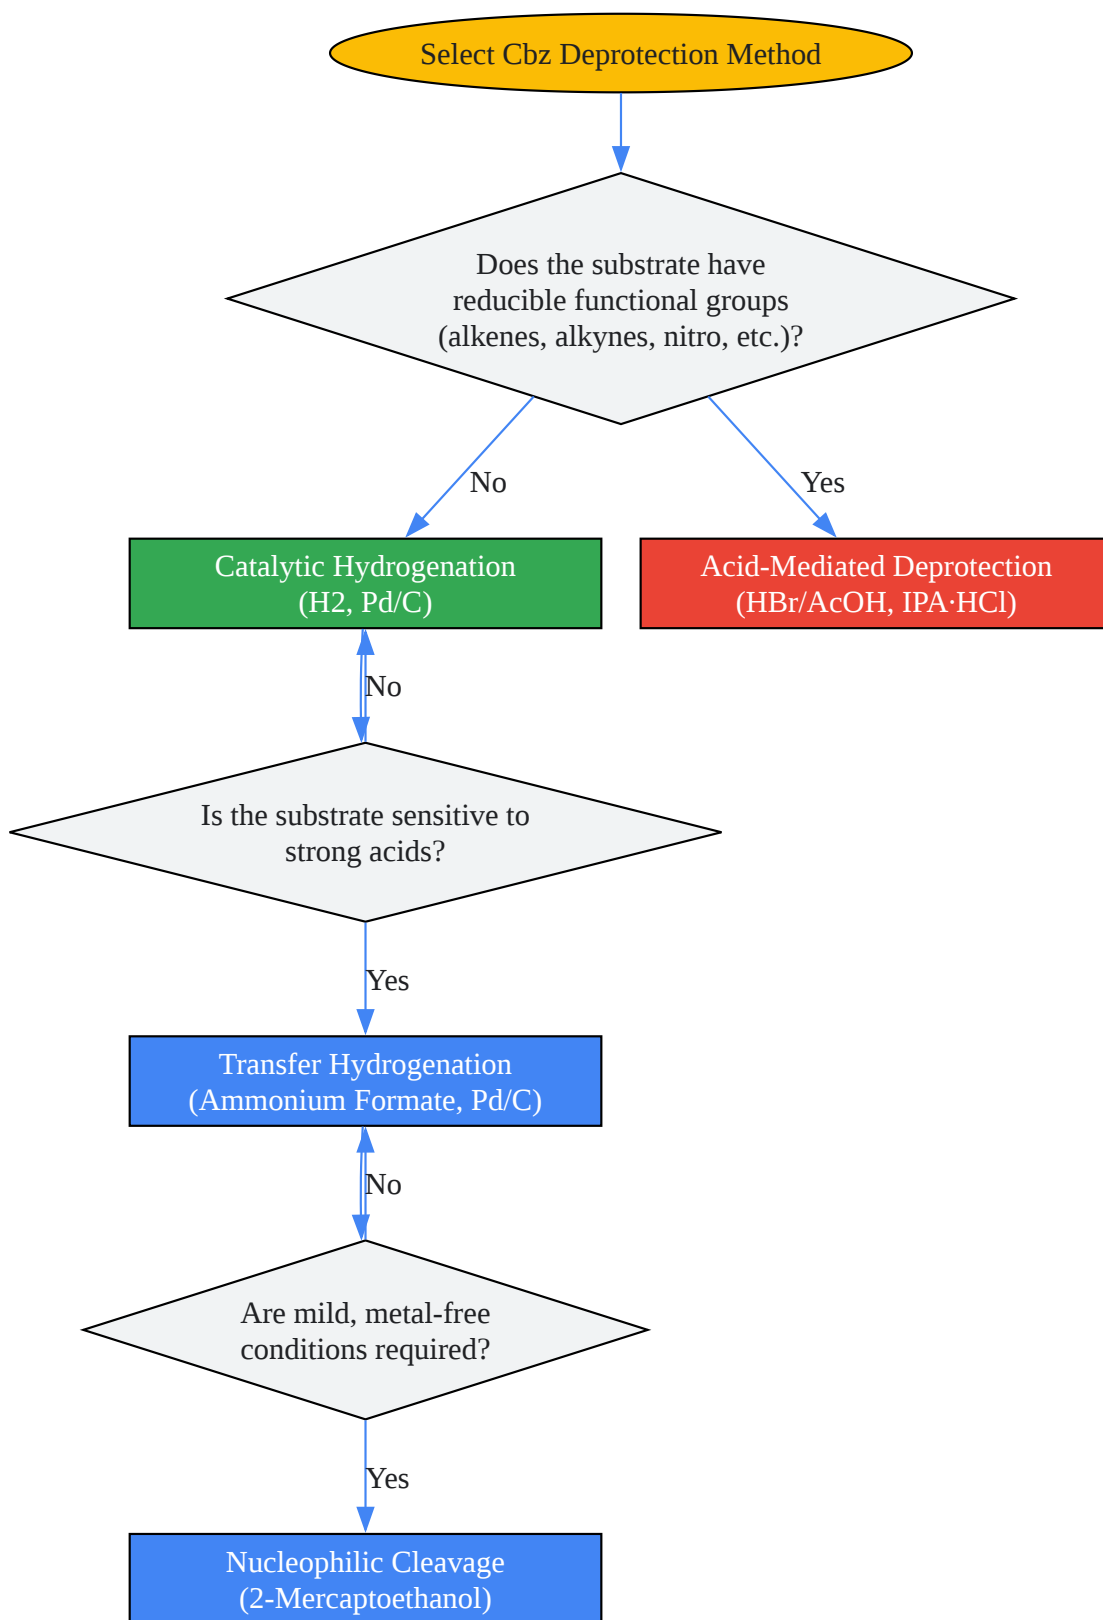 Select Cbz Deprotection Method
Does the substrate have
reducible functional groups
(alkenes, alkynes, nitro, etc.)?
No
Yes
Catalytic Hydrogenation
(H2, Pd/C)
Acid-Mediated Deprotection
(HBr/AcOH, IPA·HCl)
No
Is the substrate sensitive to
strong acids?
Yes
Transfer Hydrogenation
(Ammonium Formate, Pd/C)
No
Are mild, metal-free
conditions required?
Yes
Nucleophilic Cleavage
(2-Mercaptoethanol)